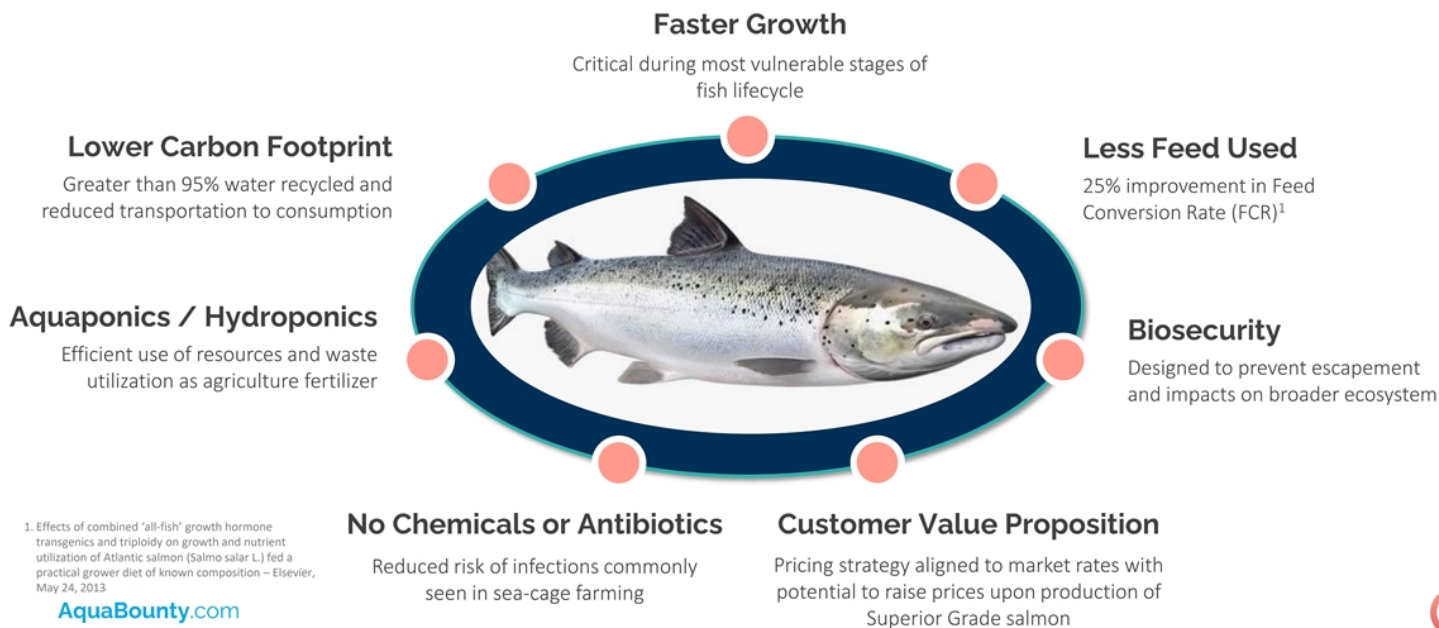 Faster Growth
Critical during most vulnerable stages of
fish lifecycle
Lower Carbon Footprint
Greater than 95% water recycled and
reduced transportation to consumption
Less Feed Used
25% improvement in Feed
Conversion Rate (FCR)¹
Aquaponics / Hydroponics
Efficient use of resources and waste
utilization as agriculture fertilizer
Biosecurity
Designed to prevent escapement
and impacts on broader ecosystem
No Chemicals or Antibiotics
Reduced risk of infections commonly
seen in sea-cage farming
Customer Value Proposition
Pricing strategy aligned to market rates with
potential to raise prices upon production of
Superior Grade salmon
1. Effects of combined ‘all-fish’ growth hormone
transgenics and triploidy on growth and nutrient
utilization of Atlantic salmon (Salmo salar L.) fed a
practical grower diet of known composition – Elsevier,
May 24, 2013
AquaBounty.com